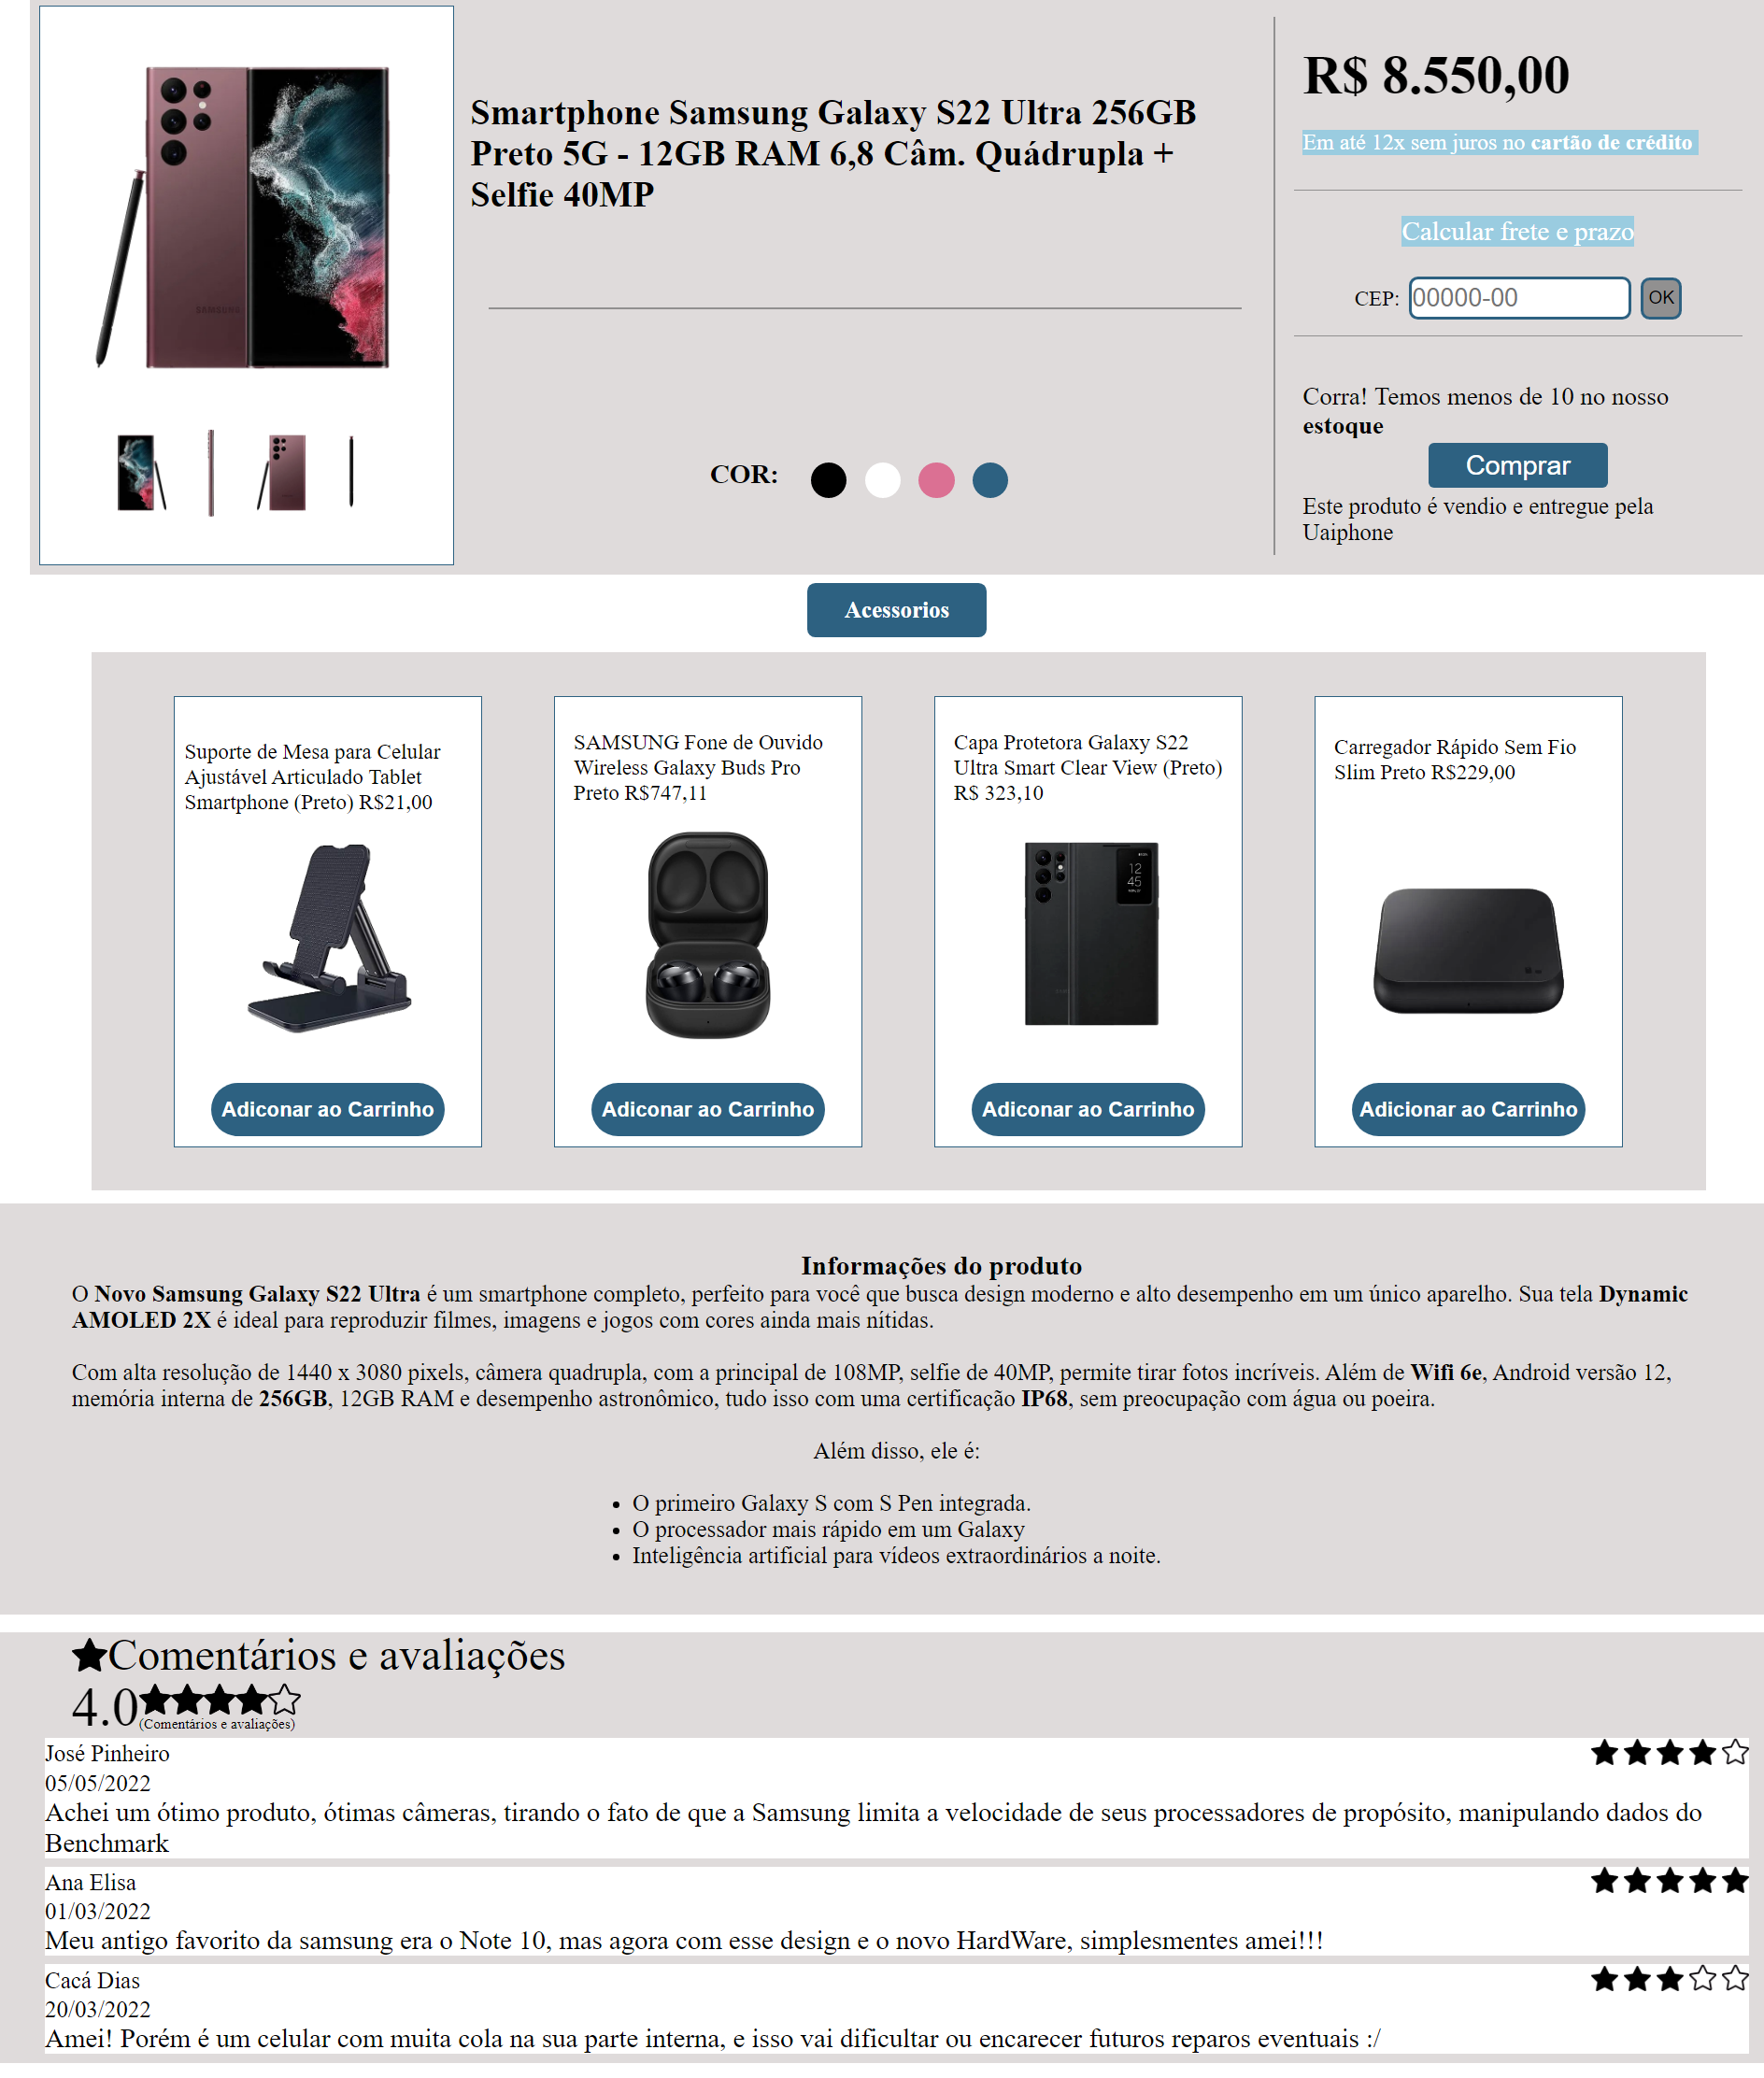 Smartphone Samsung Galaxy S22 Ultra 256GB
Preto 5G - 12GB RAM 6,8 Câm. Quádrupla +
Selfie 40MP
SAMSUNG
COR:
R$ 8.550,00
Em até 12x sem juros no cartão de crédito
Calcular frete e prazo
CEP: 00000-00 OK
Corra! Temos menos de 10 no nosso
estoque
Comprar
Este produto é vendio e entregue pela
Uaiphone
Acessorios
Suporte de Mesa para Celular
Ajustável Articulado Tablet
Smartphone (Preto) R$21,00
Adiconar ao Carrinho
SAMSUNG Fone de Ouvido
Wireless Galaxy Buds Pro
Preto R$747,11
Adiconar ao Carrinho
Capa Protetora Galaxy S22
Ultra Smart Clear View (Preto)
R$ 323,10
12
45
Adiconar ao Carrinho
Carregador Rápido Sem Fio
Slim Preto R$229,00
Adicionar ao Carrinho
Informações do produto
O Novo Samsung Galaxy S22 Ultra é um smartphone completo, perfeito para você que busca design moderno e alto desempenho em um único aparelho. Sua tela Dynamic
AMOLED 2X é ideal para reproduzir filmes, imagens e jogos com cores ainda mais nítidas.
Com alta resolução de 1440 x 3080 pixels, câmera quadrupla, com a principal de 108MP, selfie de 40MP, permite tirar fotos incríveis. Além de Wifi 6e, Android versão 12,
memória interna de 256GB, 12GB RAM e desempenho astronômico, tudo isso com uma certificação IP68, sem preocupação com água ou poeira.
Além disso, ele é:
• O primeiro Galaxy S com S Pen integrada.
• O processador mais rápido em um Galaxy
• Inteligência artificial para vídeos extraordinários a noite.
Comentários e avaliações
4.0
(Comentários e avaliações)
José Pinheiro
05/05/2022
Achei um ótimo produto, ótimas câmeras, tirando o fato de que a Samsung limita a velocidade de seus processadores de propósito, manipulando dados do
Benchmark
Ana Elisa
01/03/2022
Meu antigo favorito da samsung era o Note 10, mas agora com esse design e o novo HardWare, simplesmentes amei!!!
Cacá Dias
20/03/2022
Amei! Porém é um celular com muita cola na sua parte interna, e isso vai dificultar ou encarecer futuros reparos eventuais :/